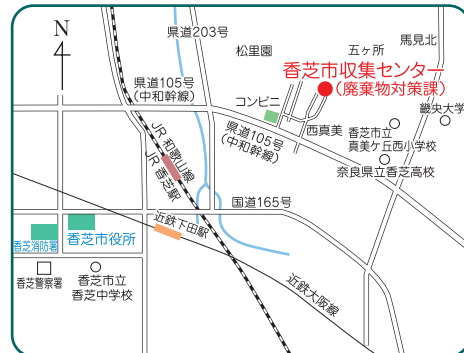 N
県道203号
松里園
五ヶ所
馬見北
香芝市収集センター
(廃棄物対策課)
県道105号
(中和幹線)
コンビニ
畿央大学
県道105号
(中和幹線)
西真美
香芝市立
真美ケ丘西小学校
奈良県立香芝高校
JR 和歌山線
JR 香芝駅
国道165号
近鉄下田駅
香芝消防署
香芝市役所
近鉄大阪線
香芝警察署
香芝市立
香芝中学校